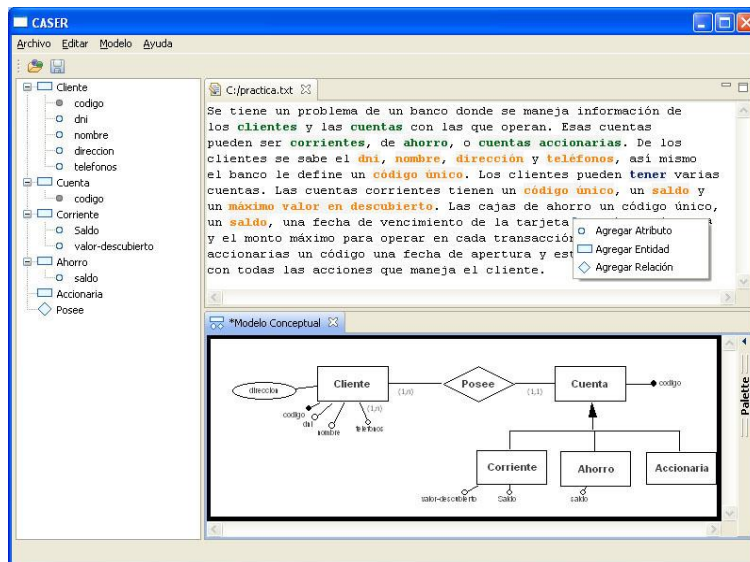 CASER
Archivo Editar Modelo Ayuda
Cliente
codigo
dni
nombre
direccion
telefonos
Cuenta
codigo
Corriente
Saldo
valor-descubierto
Ahorro
saldo
Accionaria
Posee
C:/practica.txt
Se tiene un problema de un banco donde se maneja información de
los clientes y las cuentas con las que operan. Esas cuentas
pueden ser corrientes, de ahorro, o cuentas accionarias. De los
clientes se sabe el dni, nombre, dirección y teléfonos, así mismo
el banco le define un código único. Los clientes pueden tener varias
cuentas. Las cuentas corrientes tienen un código único, un saldo y
un máximo valor en descubierto. Las cajas de ahorro un código único,
un saldo, una fecha de vencimiento de la tarjeta
y el monto máximo para operar en cada transacción
accionarias un código una fecha de apertura y
con todas las acciones que maneja el cliente.
Agregar Atributo
Agregar Entidad
Agregar Relación
*Modelo Conceptual
Palette
direccion
Cliente
(1,n)
Posee
(1,1)
Cuenta
codigo
codigo
dni
nombre
(1,n)
telefonos
Corriente
Ahorro
Accionaria
valor-descubierto
Saldo
saldo